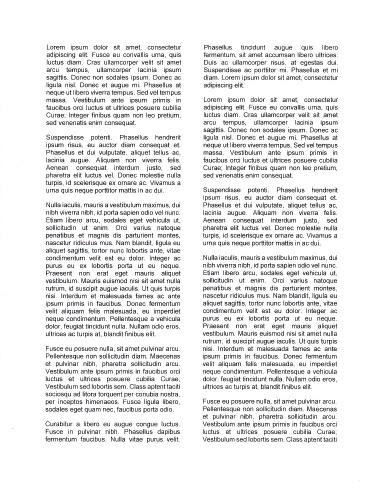 Lorem ipsum dolor sit amet, consectetur
adipiscing elit. Fusce eu convallis urna, quis
luctus diam. Cras ullamcorper velit sit amet
arcu tempus, ullamcorper lacinia ipsum
sagittis. Donec non sodales ipsum. Donec ac
ligula nisl. Donec et augue mi. Phasellus at
neque ut libero viverra tempus. Sed vel tempus
massa. Vestibulum ante ipsum primis in
faucibus orci luctus et ultrices posuere cubilia
Curae; Integer finibus quam non leo pretium,
sed venenatis enim consequat.
Suspendisse potenti. Phasellus hendrerit
ipsum risus, eu auctor diam consequat et.
Phasellus et dui vulputate, aliquet tellus ac,
lacinia augue. Aliquam non viverra felis.
Aenean consequat interdum justo, sed
pharetra elit luctus vel. Donec molestie nulla
turpis, id scelerisque ex ornare ac. Vivamus a
urna quis neque porttitor mattis in ac dui.
Nulla iaculis, mauris a vestibulum maximus, dui
nibh viverra nibh, id porta sapien odio vel nunc.
Etiam libero arcu, sodales eget vehicula ut,
sollicitudin ut enim. Orci varius natoque
penatibus et magnis dis parturient montes,
nascetur ridiculus mus. Nam blandit, ligula eu
aliquet sagittis, tortor nunc lobortis ante, vitae
condimentum velit est eu dolor. Integer ac
purus eu ex lobortis porta ut eu neque.
Praesent non erat eget mauris aliquet
vestibulum. Mauris euismod nisi sit amet nulla
rutrum, id suscipit augue iaculis. Ut quis turpis
nisi. Interdum et malesuada fames ac ante
ipsum primis in faucibus. Donec fermentum
velit aliquam felis malesuada, eu imperdiet
neque condimentum. Pellentesque a vehicula
dolor, feugiat tincidunt nulla. Nullam odio eros,
ultrices ac turpis at, blandit finibus elit.
Fusce eu posuere nulla, sit amet pulvinar arcu.
Pellentesque non sollicitudin diam. Maecenas
et pulvinar nibh, pharetra sollicitudin arcu.
Vestibulum ante ipsum primis in faucibus orci
luctus et ultrices posuere cubilia Curae;
Vestibulum sed lobortis sem. Class aptent taciti
sociosqu ad litora torquent per conubia nostra,
per inceptos himenaeos. Fusce ligula libero,
sodales eget quam nec, faucibus porta odio.
Curabitur a libero eu augue congue luctus.
Fusce in pulvinar nibh. Phasellus dapibus
fermentum faucibus. Nulla vitae purus velit.
Phasellus tincidunt augue quis libero
fermentum, sit amet accumsan libero ultrices.
Duis ac ullamcorper risus, at egestas dui.
Suspendisse ac porttitor mi. Phasellus et mi
diam. Lorem ipsum dolor sit amet, consectetur
adipiscing elit.
Lorem ipsum dolor sit amet, consectetur
adipiscing elit. Fusce eu convallis urna, quis
luctus diam. Cras ullamcorper velit sit amet
arcu tempus, ullamcorper lacinia ipsum
sagittis. Donec non sodales ipsum. Donec ac
ligula nisl. Donec et augue mi. Phasellus at
neque ut libero viverra tempus. Sed vel tempus
massa. Vestibulum ante ipsum primis in
faucibus orci luctus et ultrices posuere cubilia
Curae; Integer finibus quam non leo pretium,
sed venenatis enim consequat.
Suspendisse potenti. Phasellus hendrerit
ipsum risus, eu auctor diam consequat et.
Phasellus et dui vulputate, aliquet tellus ac,
lacinia augue. Aliquam non viverra felis.
Aenean consequat interdum justo, sed
pharetra elit luctus vel. Donec molestie nulla
turpis, id scelerisque ex ornare ac. Vivamus a
urna quis neque porttitor mattis in ac dui.
Nulla iaculis, mauris a vestibulum maximus, dui
nibh viverra nibh, id porta sapien odio vel nunc.
Etiam libero arcu, sodales eget vehicula ut,
sollicitudin ut enim. Orci varius natoque
penatibus et magnis dis parturient montes,
nascetur ridiculus mus. Nam blandit, ligula eu
aliquet sagittis, tortor nunc lobortis ante, vitae
condimentum velit est eu dolor. Integer ac
purus eu ex lobortis porta ut eu neque.
Praesent non erat eget mauris aliquet
vestibulum. Mauris euismod nisi sit amet nulla
rutrum, id suscipit augue iaculis. Ut quis turpis
nisi. Interdum et malesuada fames ac ante
ipsum primis in faucibus. Donec fermentum
velit aliquam felis malesuada, eu imperdiet
neque condimentum. Pellentesque a vehicula
dolor, feugiat tincidunt nulla. Nullam odio eros,
ultrices ac turpis at, blandit finibus elit.
Fusce eu posuere nulla, sit amet pulvinar arcu.
Pellentesque non sollicitudin diam. Maecenas
et pulvinar nibh, pharetra sollicitudin arcu.
Vestibulum ante ipsum primis in faucibus orci
luctus et ultrices posuere cubilia Curae;
Vestibulum sed lobortis sem. Class aptent taciti